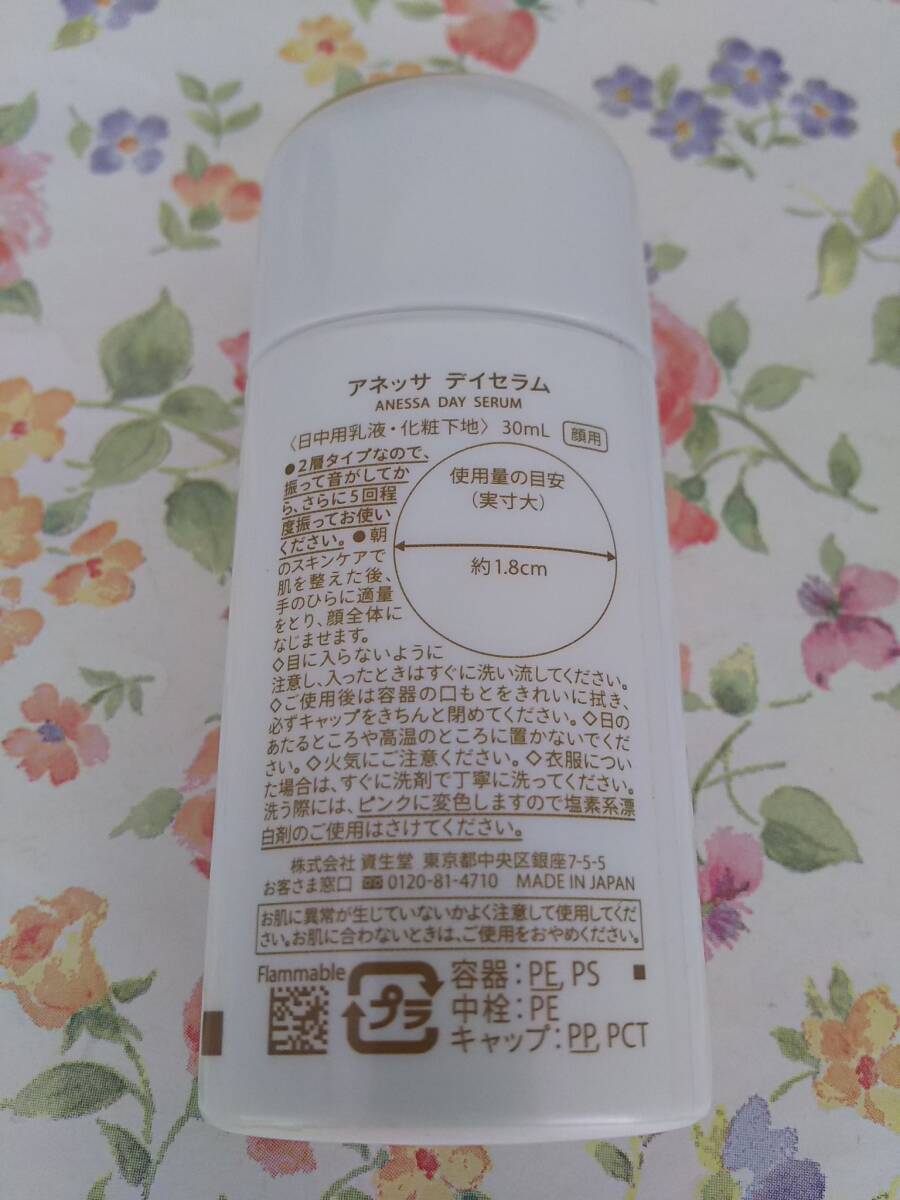 アネッサ デイセラム
ANESSA DAY SERUM
〈日中用乳液・化粧下地〉 30mL 顔用
●2層タイプなので、
振って音がしてか
ら、さらに5回程
度振ってお使い
ください。●朝
のスキンケアで
肌を整えた後、
手のひらに適量
をとり、顔全体に
なじませます。
使用量の目安
(実寸大)
約1.8cm
◇目に入らないように
注意し、入ったときはすぐに洗い流してください。
◇ご使用後は容器の口もとをきれいに拭き、
必ずキャップをきちんと閉めてください。◇日の
あたるところや高温のところに置かないでくだ
さい。◇火気にご注意ください。◇衣服につい
た場合は、すぐに洗剤で丁寧に洗ってください。
洗う際には、ピンクに変色しますので塩素系漂
白剤のご使用はさけてください。
株式会社 資生堂 東京都中央区銀座7-5-5
お客さま窓口 0120-81-4710 MADE IN JAPAN
お肌に異常が生じていないかよく注意して使用してくだ
さい。お肌に合わないときは、ご使用をおやめください。
Flammable
プラ
容器:PE, PS
中栓:PE
キャップ:PP, PCT